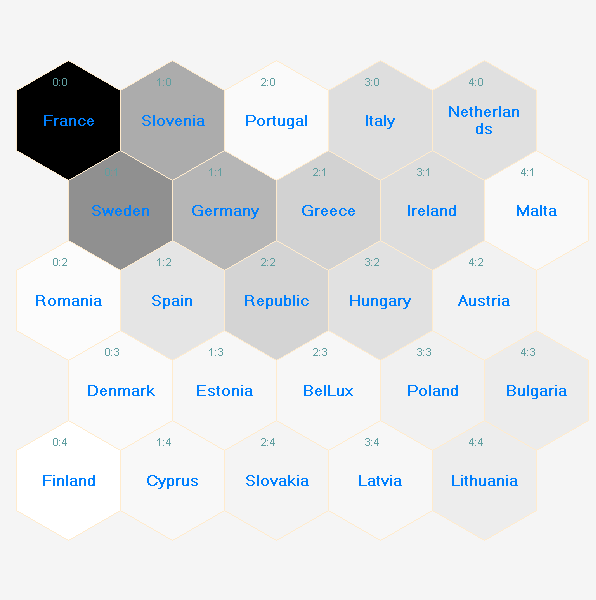 0:0 1:0 2:0 3:0 4:0
France Slovenia Portugal Italy Netherlan
ds
0:1 1:1 2:1 3:1 4:1
Sweden Germany Greece Ireland Malta
0:2 1:2 2:2 3:2 4:2
Romania Spain Republic Hungary Austria
0:3 1:3 2:3 3:3 4:3
Denmark Estonia BelLux Poland Bulgaria
0:4 1:4 2:4 3:4 4:4
Finland Cyprus Slovakia Latvia Lithuania